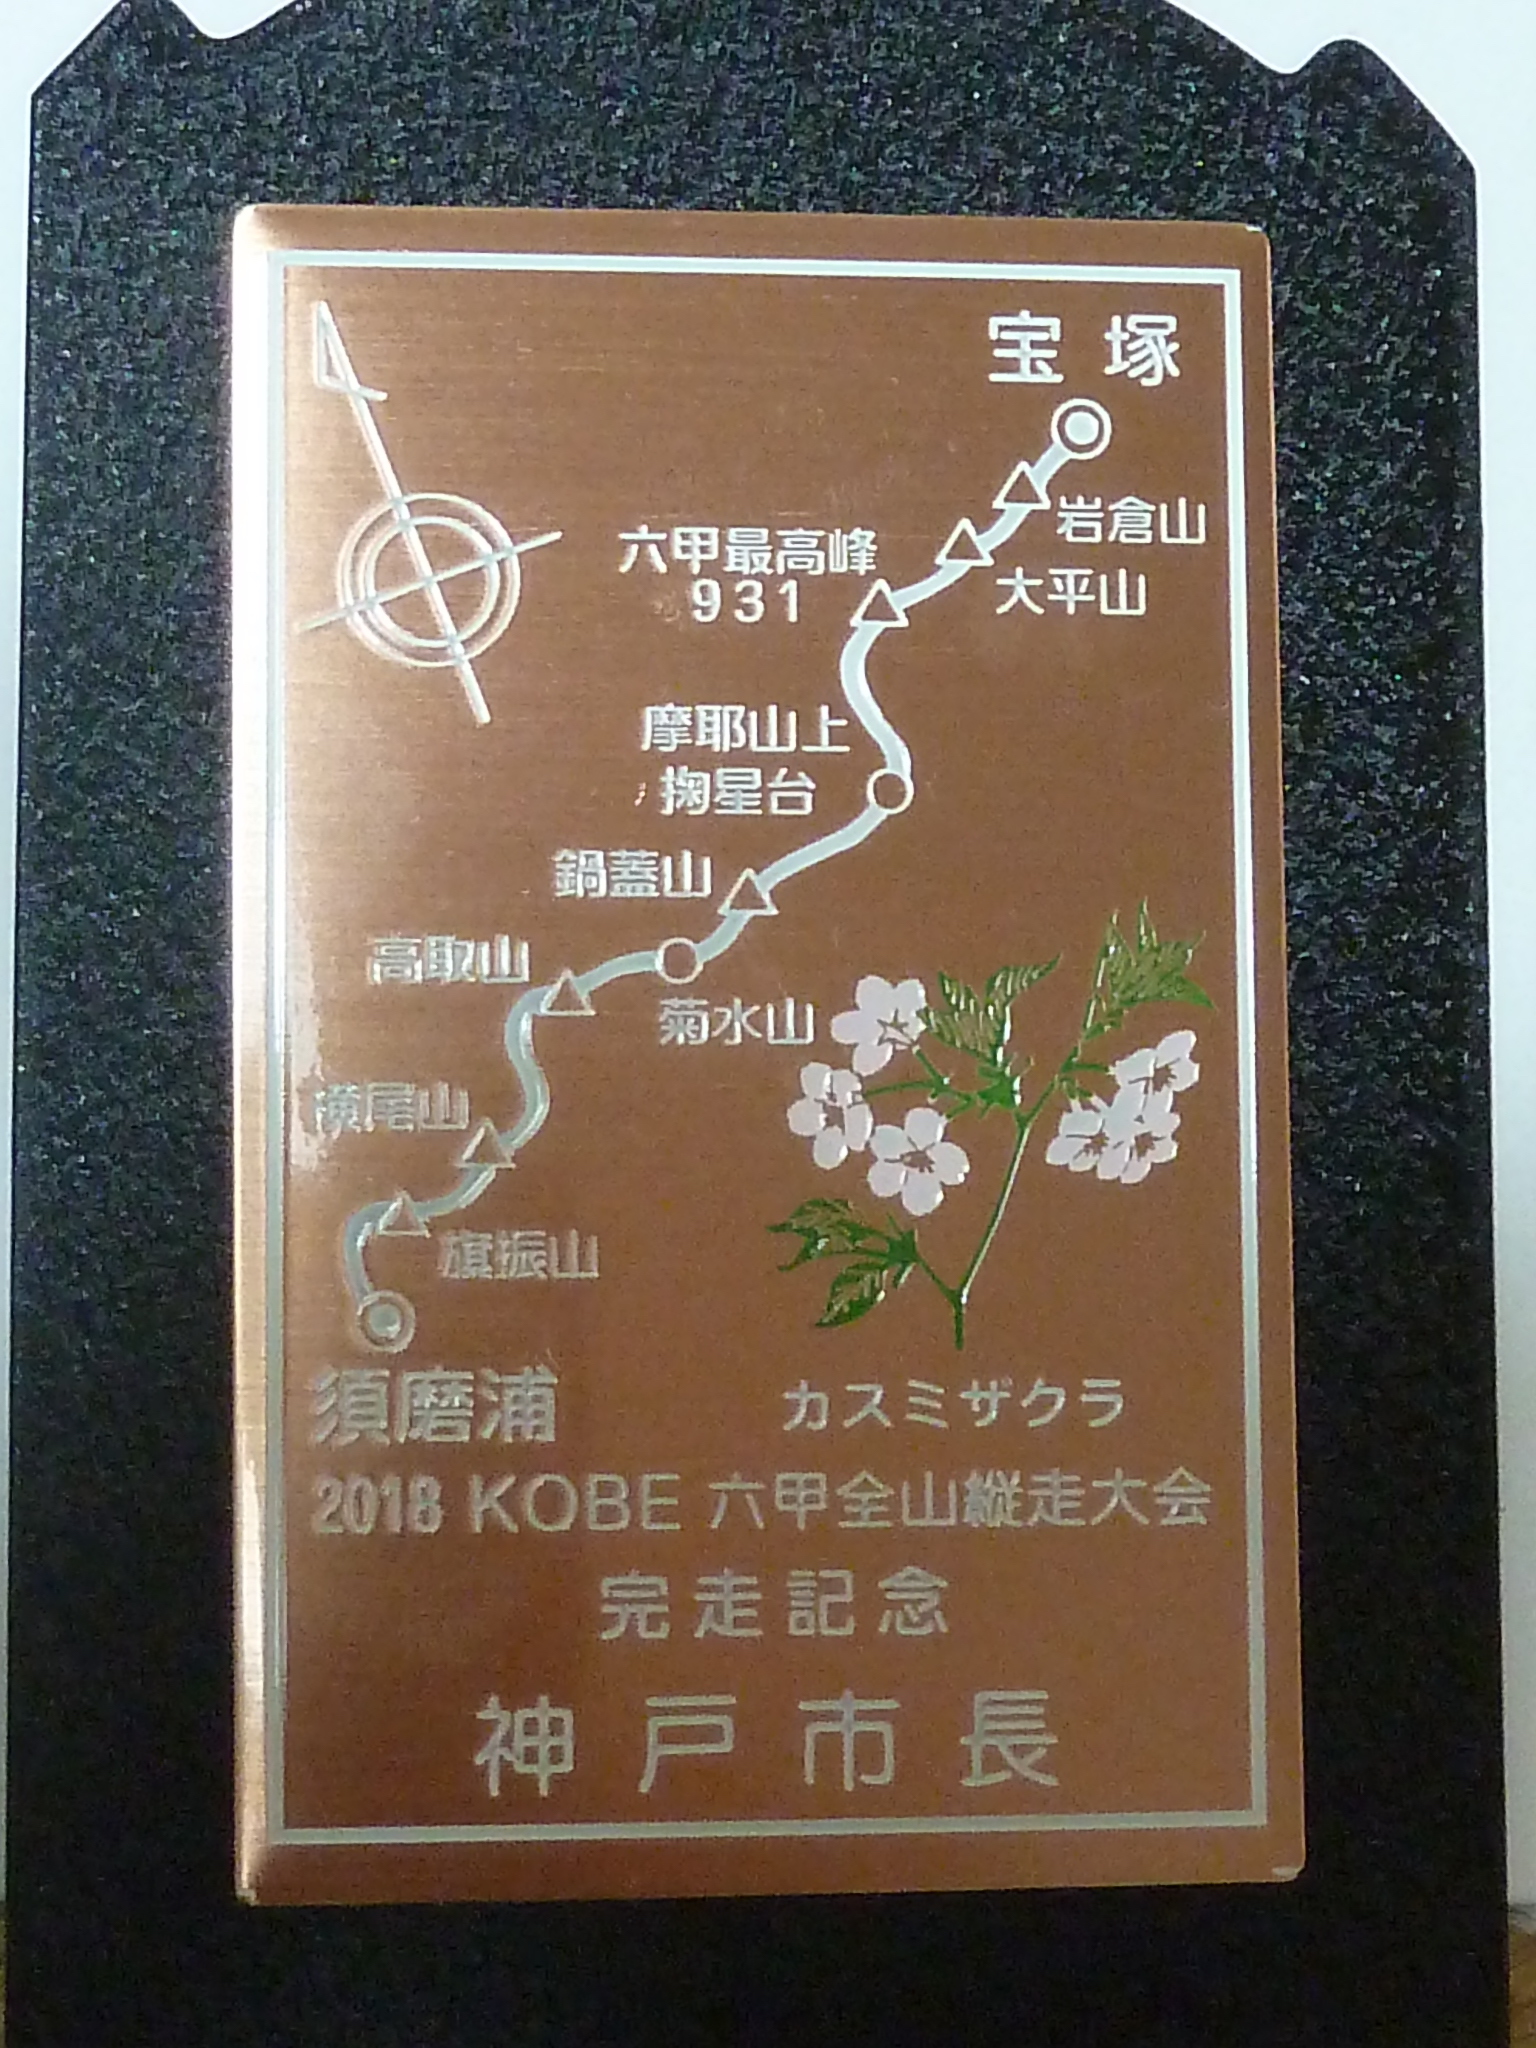 宝塚
岩倉山
六甲最高峰
931
大平山
摩耶山上
掬星台
鍋蓋山
高取山
菊水山
横尾山
旗振山
須磨浦
カスミザクラ
2018 KOBE 六甲全山縦走大会
完走記念
神戸市長